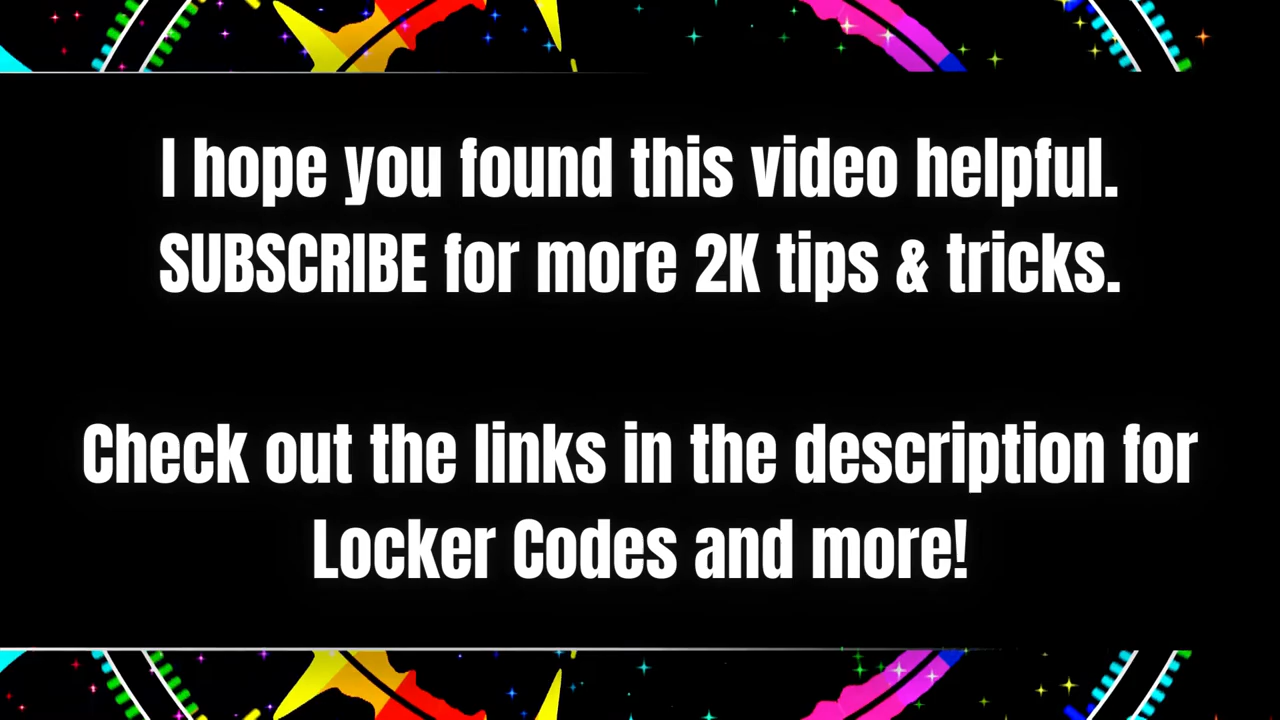 I hope you found this video helpful.
SUBSCRIBE for more 2K tips & tricks.
Check out the links in the description for
Locker Codes and more!